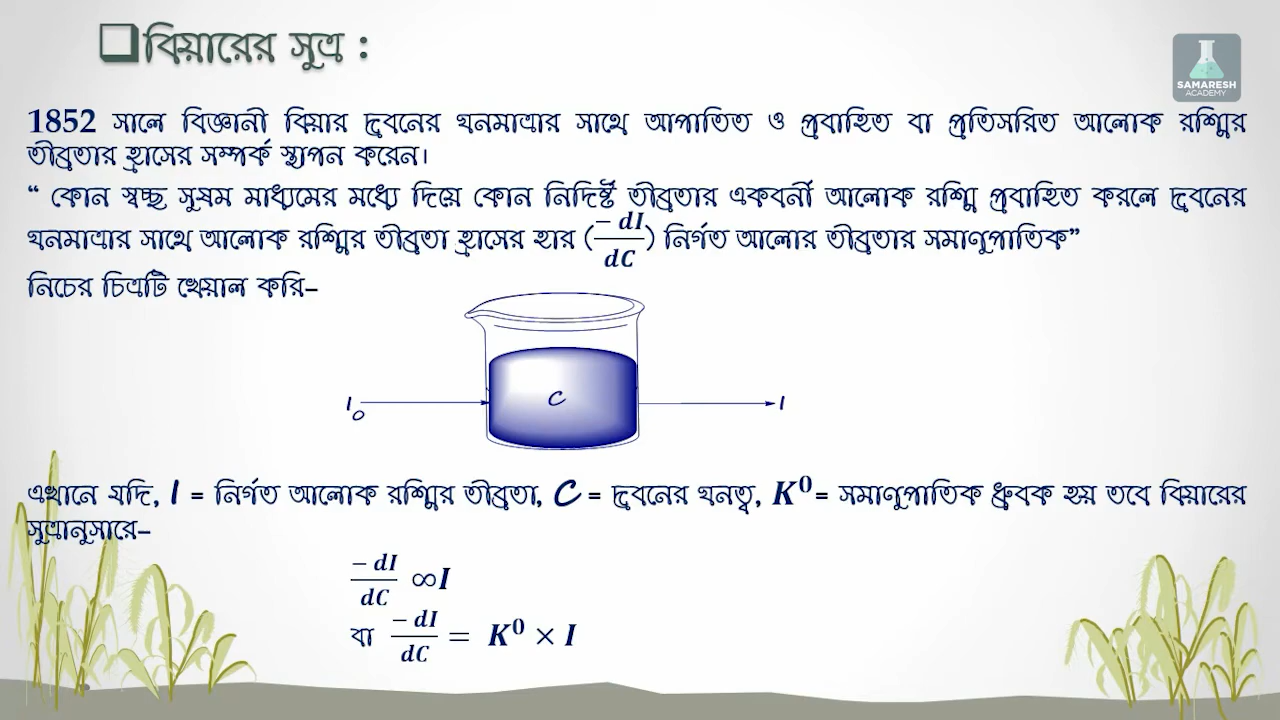 ❑বিয়ারের সুত্র :
SAMARESH
ACADEMY
1852 সালে বিজ্ঞানী বিয়ার দ্রবনের ঘনমাত্রার সাথে আপাতিত ও প্রবাহিত বা প্রতিসরিত আলোক রশ্মির
তীব্রতার হ্রাসের সম্পর্ক স্থাপন করেন।
“ কোন স্বচ্ছ সুষম মাধ্যমের মধ্যে দিয়ে কোন নির্দিষ্ট তীব্রতার একবর্নী আলোক রশ্মি প্রবাহিত করলে দ্রবনের
ঘনমাত্রার সাথে আলোক রশ্মির তীব্রতা হ্রাসের হার (− dI/dC) নির্গত আলোর তীব্রতার সমাণুপাতিক”
নিচের চিত্রটি খেয়াল করি–
I₀ C I
এখানে যদি, I = নির্গত আলোক রশ্মির তীব্রতা, C = দ্রবনের ঘনত্ব, K⁰= সমাণুপাতিক ধ্রুবক হয় তবে বিয়ারের
সুত্রানুসারে–
− dI/dC ∞I
বা − dI/dC = K⁰ × I